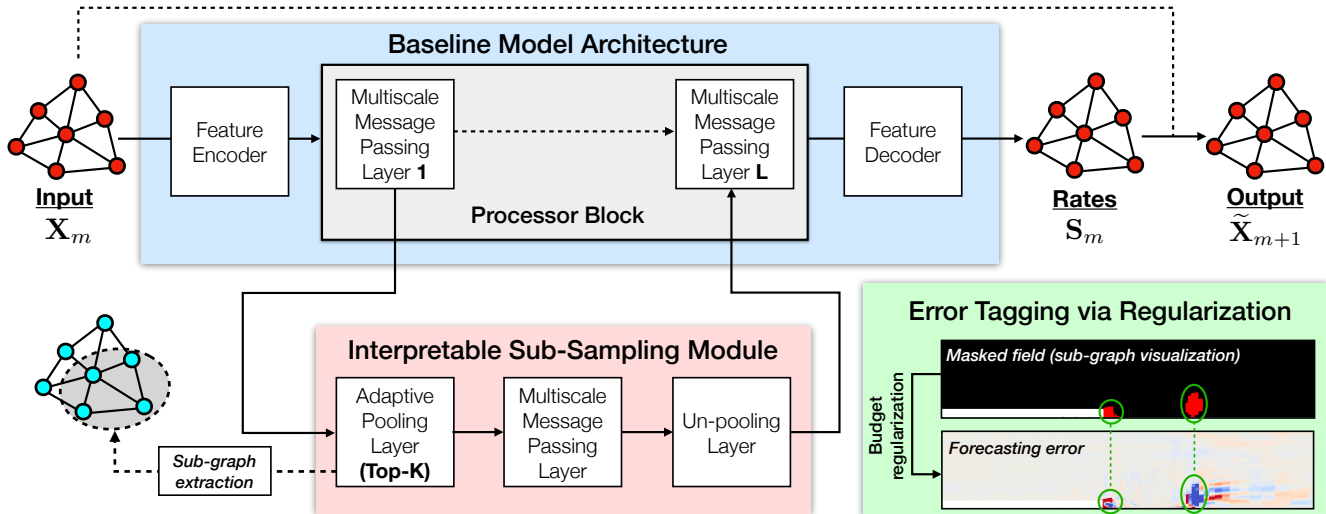 Baseline Model Architecture
Input
X_m
Feature
Encoder
Multiscale
Message
Passing
Layer 1
Multiscale
Message
Passing
Layer L
Processor Block
Feature
Decoder
Rates
S_m
Output
X̃_{m+1}
Interpretable Sub-Sampling Module
Adaptive
Pooling
Layer
(Top-K)
Multiscale
Message
Passing
Layer
Un-pooling
Layer
Sub-graph
extraction
Error Tagging via Regularization
Masked field (sub-graph visualization)
Budget
regularization
Forecasting error